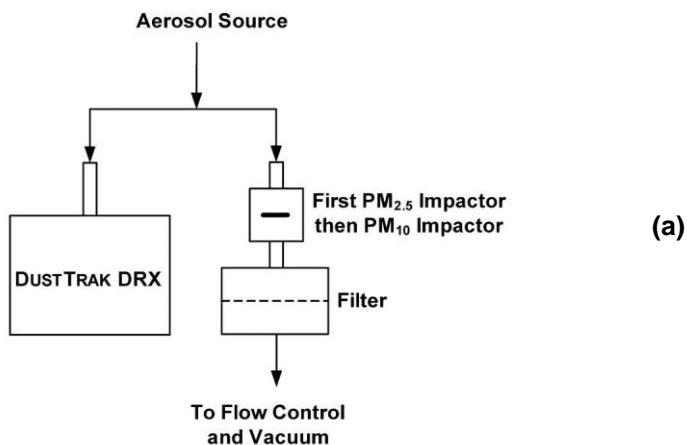 Aerosol Source
First PM2.5 Impactor
then PM10 Impactor
(a)
DUSTTRAK DRX
Filter
To Flow Control
and Vacuum